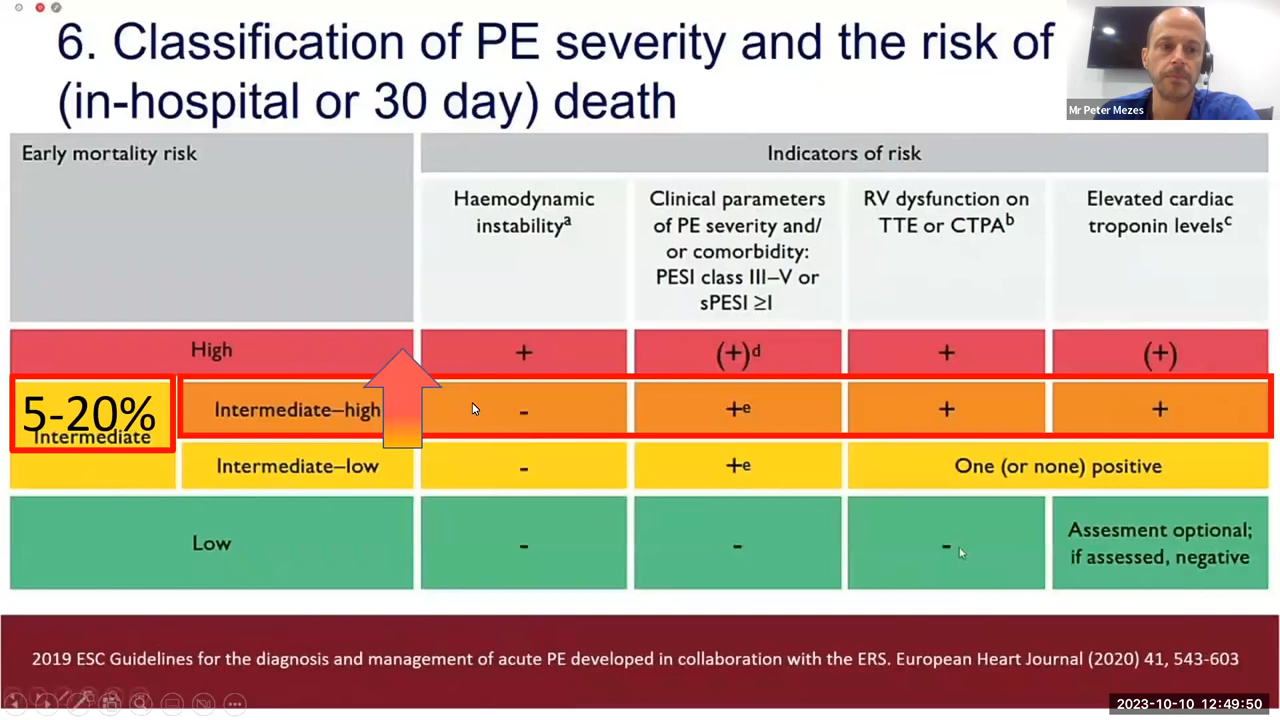 6. Classification of PE severity and the risk of
(in-hospital or 30 day) death
Mr Peter Mezes
Early mortality risk
Indicators of risk
Haemodynamic
instabilityᵃ
Clinical parameters
of PE severity and/
or comorbidity:
PESI class III–V or
sPESI ≥I
RV dysfunction on
TTE or CTPAᵇ
Elevated cardiac
troponin levelsᶜ
High
+
(+)ᵈ
+
(+)
5-20%
Intermediate
Intermediate–high
-
+ᵉ
+
+
Intermediate–low
-
+ᵉ
One (or none) positive
Low
-
-
-
Assesment optional;
if assessed, negative
2019 ESC Guidelines for the diagnosis and management of acute PE developed in collaboration with the ERS. European Heart Journal (2020) 41, 543-603
2023-10-10 12:49:50